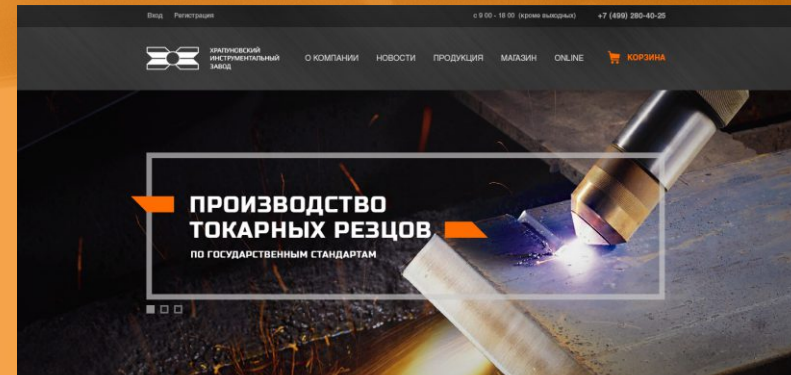 Вход Регистрация с 9 00 - 18 00 (кроме выходных) +7 (499) 280-40-25
ХРАПУНОВСКИЙ
ИНСТРУМЕНТАЛЬНЫЙ
ЗАВОД
О КОМПАНИИ НОВОСТИ ПРОДУКЦИЯ МАГАЗИН ONLINE КОРЗИНА
ПРОИЗВОДСТВО
ТОКАРНЫХ РЕЗЦОВ
ПО ГОСУДАРСТВЕННЫМ СТАНДАРТАМ